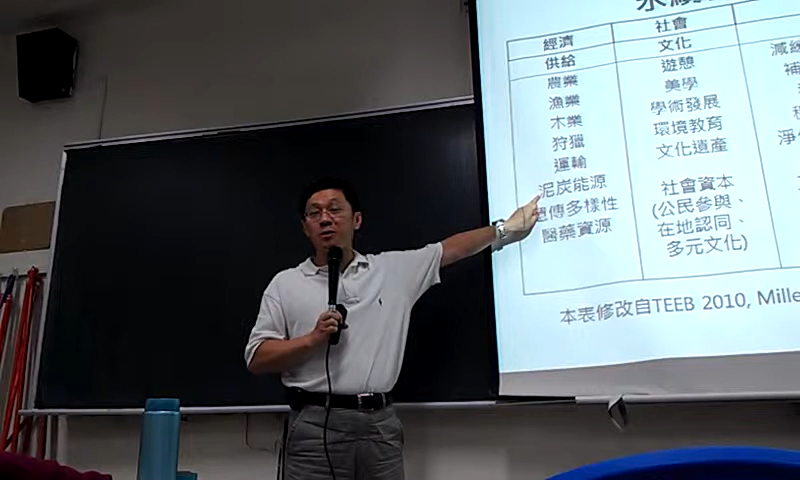 經濟 社會
供給 文化
農業 遊憩
漁業 美學
木業 學術發展
狩獵 環境教育
運輸 文化遺產
泥炭能源 社會資本
遺傳多樣性 (公民參與、
醫藥資源 在地認同、
多元文化)
本表修改自TEEB 2010,